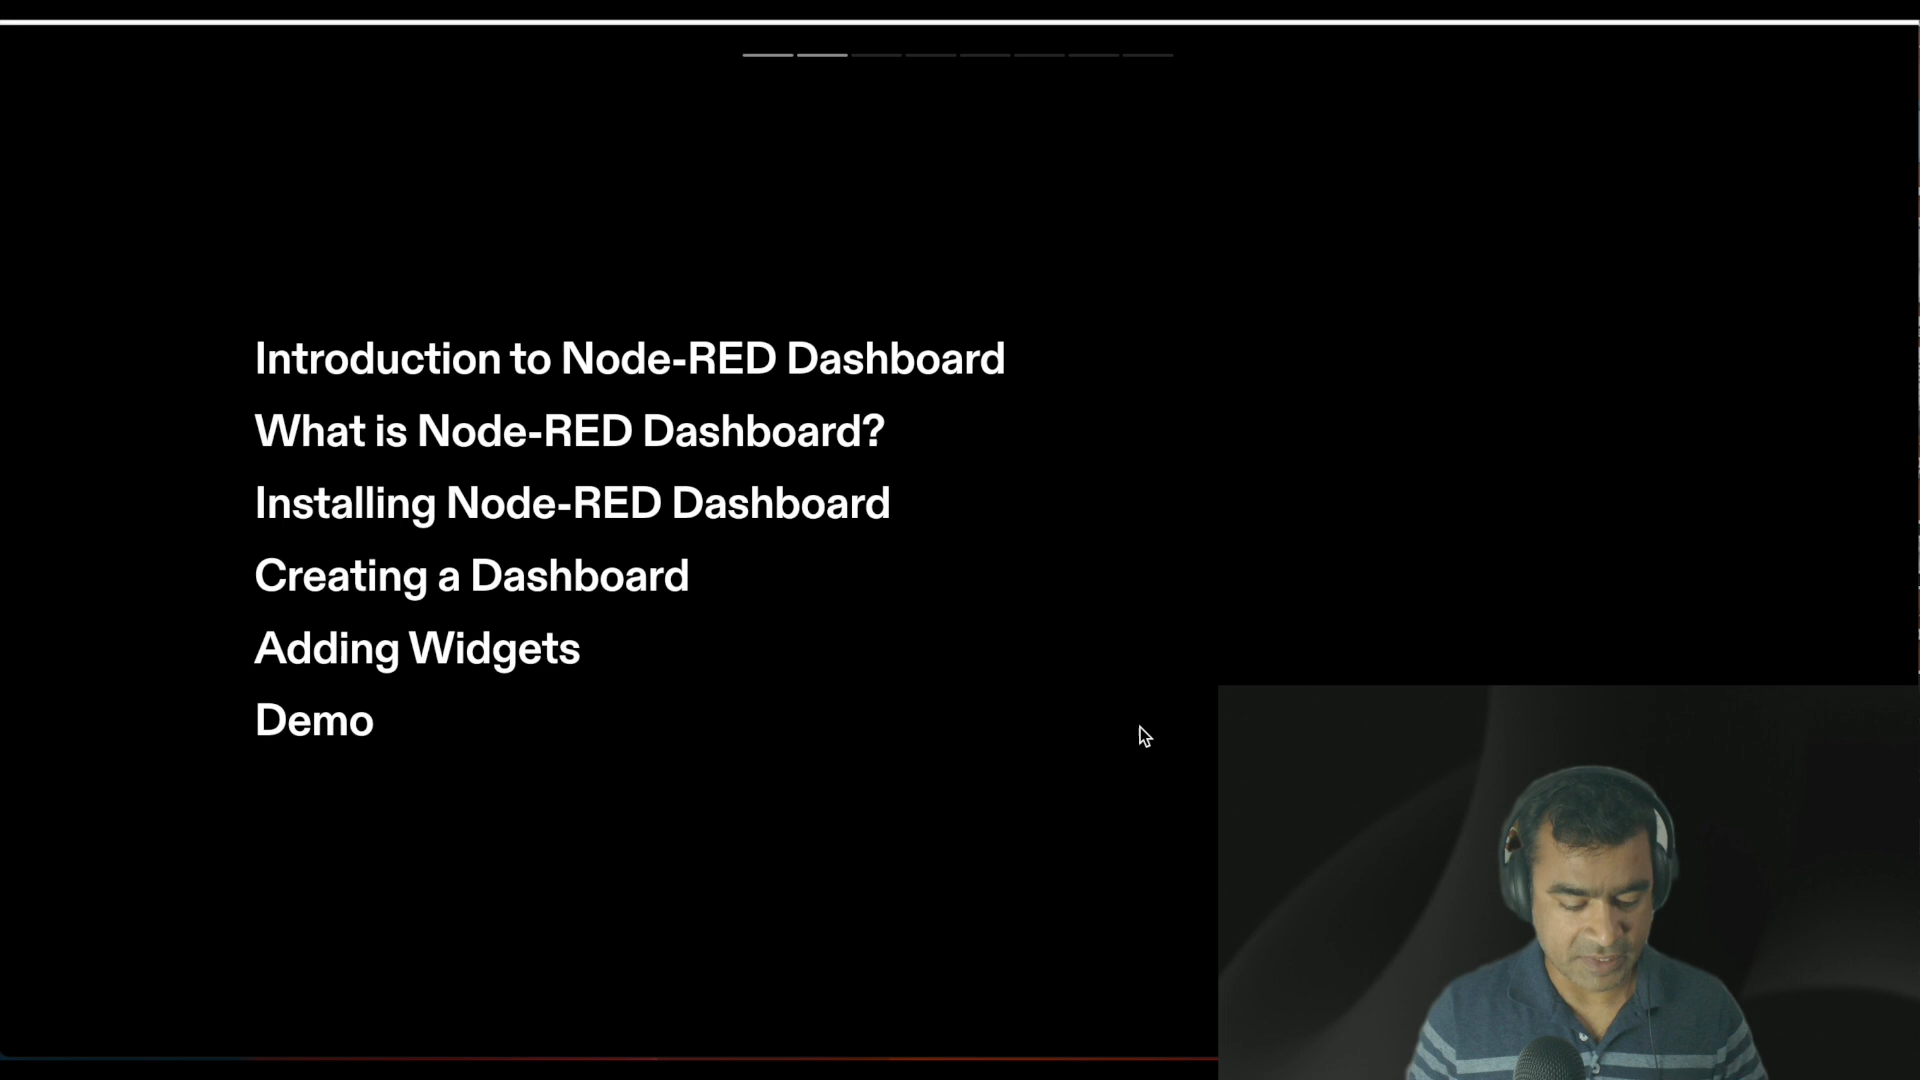 Introduction to Node-RED Dashboard
What is Node-RED Dashboard?
Installing Node-RED Dashboard
Creating a Dashboard
Adding Widgets
Demo